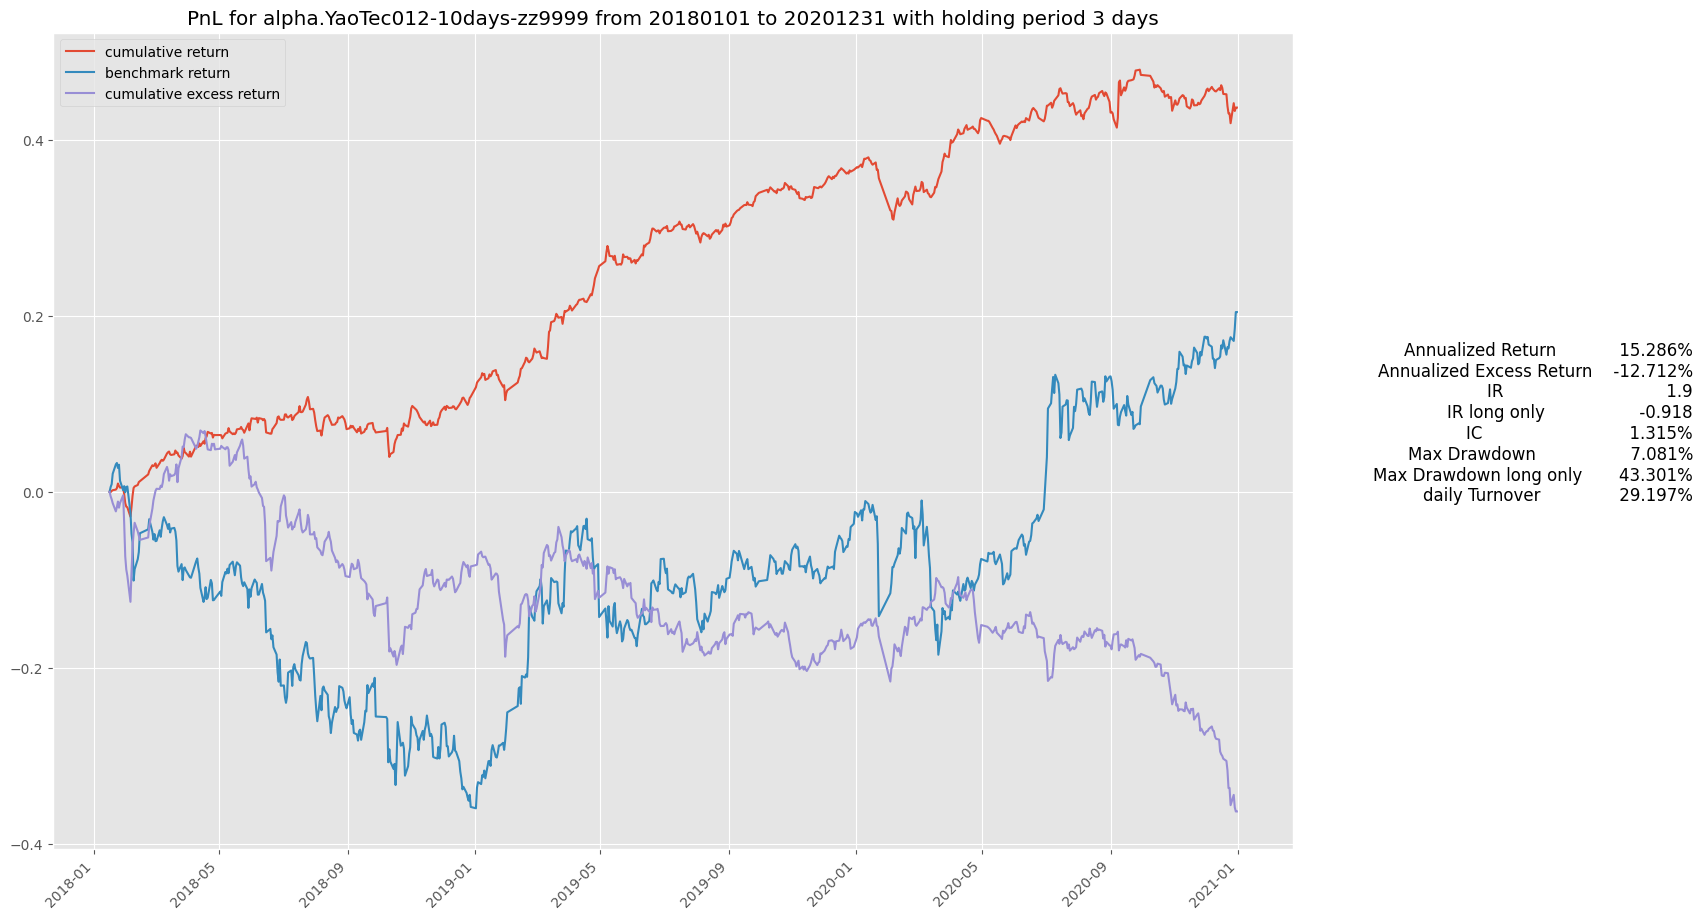 PnL for alpha.YaoTec012-10days-zz9999 from 20180101 to 20201231 with holding period 3 days
cumulative return
benchmark return
cumulative excess return
0.4
0.2
0.0
−0.2
−0.4
2018-01
2018-05
2018-09
2019-01
2019-05
2019-09
2020-01
2020-05
2020-09
2021-01
Annualized Return 15.286%
Annualized Excess Return -12.712%
IR 1.9
IR long only -0.918
IC 1.315%
Max Drawdown 7.081%
Max Drawdown long only 43.301%
daily Turnover 29.197%